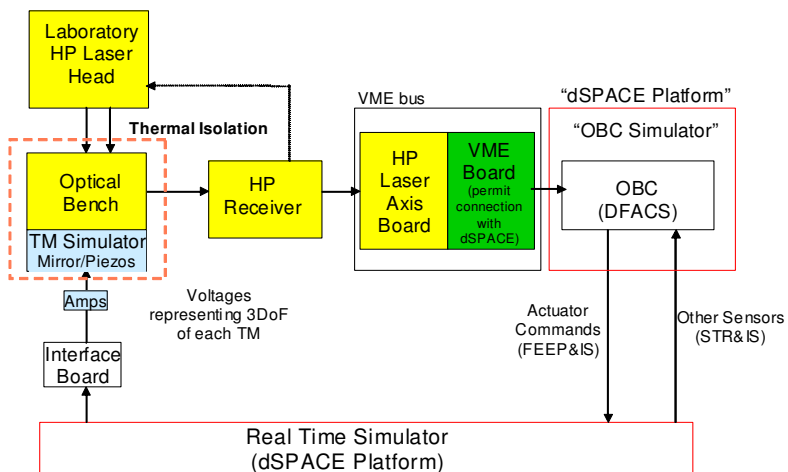 Laboratory
HP Laser
Head
Thermal Isolation
VME bus
“dSPACE Platform”
“OBC Simulator”
Optical
Bench
TM Simulator
Mirror/Piezos
HP
Receiver
HP
Laser
Axis
Board
VME
Board
(permit
connection
with
dSPACE)
OBC
(DFACS)
Amps
Voltages
representing 3DoF
of each TM
Interface
Board
Actuator
Commands
(FEEP&IS)
Other Sensors
(STR&IS)
Real Time Simulator
(dSPACE Platform)